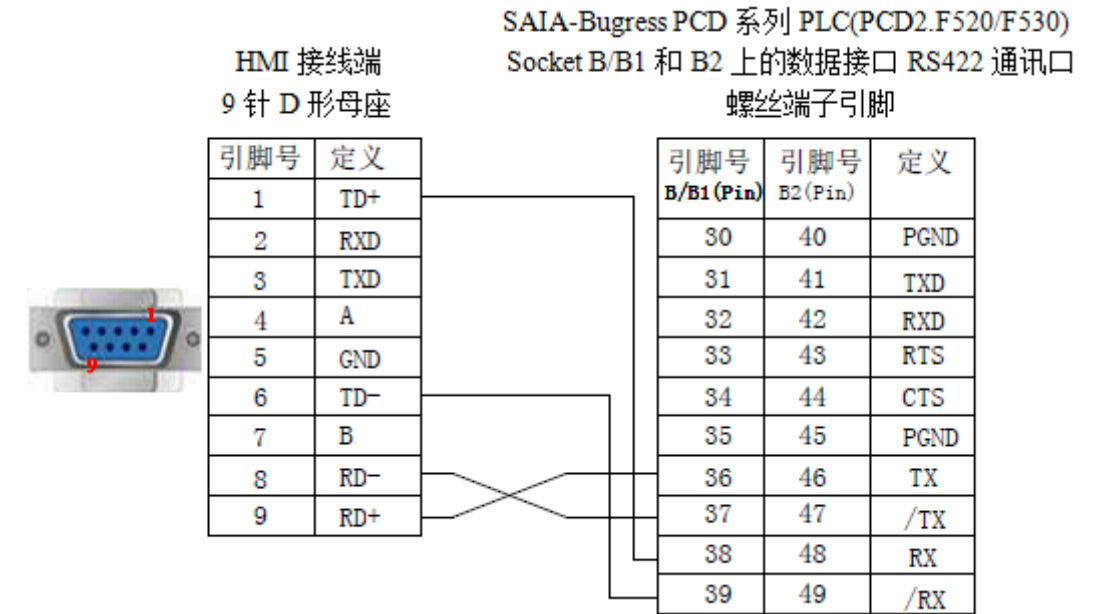 SAIA-Bugress PCD 系列 PLC(PCD2.F520/F530)
Socket B/B1 和 B2 上的数据接口 RS422 通讯口
螺丝端子引脚
HMI 接线端
9 针 D 形母座
引脚号 定义
1 TD+
2 RXD
3 TXD
4 A
5 GND
6 TD-
7 B
8 RD-
9 RD+
1
9
引脚号 引脚号 定义
B/B1(Pin) B2(Pin)
30 40 PGND
31 41 TXD
32 42 RXD
33 43 RTS
34 44 CTS
35 45 PGND
36 46 TX
37 47 /TX
38 48 RX
39 49 /RX